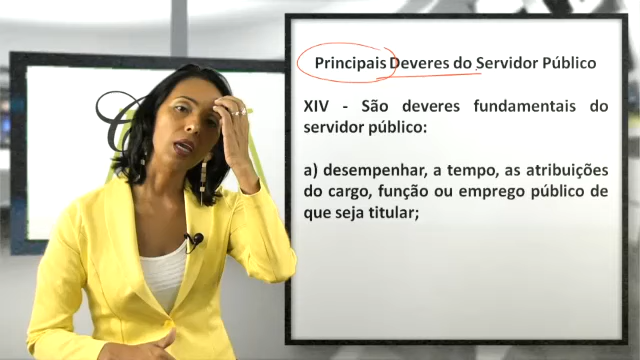 Principais Deveres do Servidor Público
XIV - São deveres fundamentais do
servidor público:
a) desempenhar, a tempo, as atribuições
do cargo, função ou emprego público de
que seja titular;